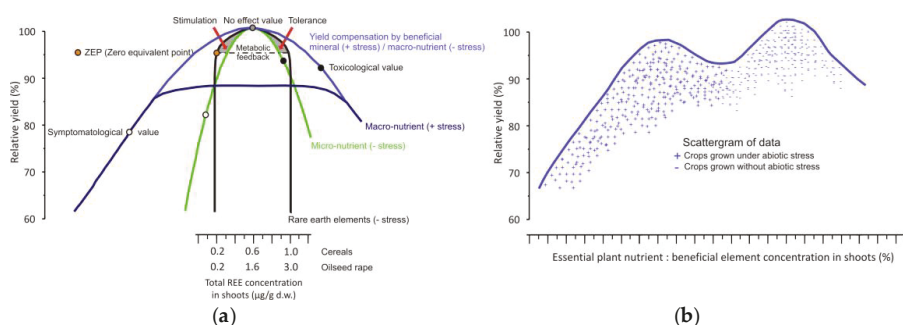 Stimulation No effect value Tolerance
100
ZEP (Zero equivalent point)
Metabolic
feedback
Yield compensation by beneficial
mineral (+ stress) / macro-nutrient (- stress)
Toxicological value
90
80
70
60
Relative yield (%)
Symptomatological value
Macro-nutrient (+ stress)
Micro-nutrient (- stress)
Rare earth elements (- stress)
0.2 0.6 1.0 Cereals
0.2 1.6 3.0 Oilseed rape
Total REE concentration
in shoots (µg/g d.w.)
(a)
100
90
80
70
60
Relative yield (%)
Scattergram of data
+ Crops grown under abiotic stress
- Crops grown without abiotic stress
Essential plant nutrient : beneficial element concentration in shoots (%)
(b)